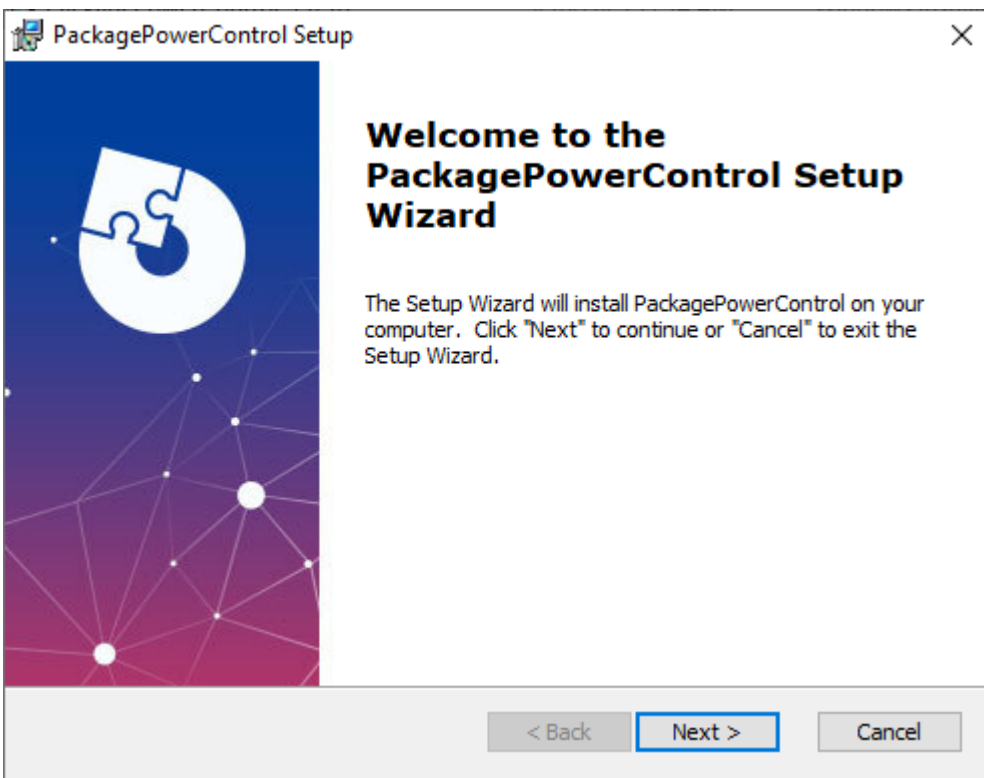 PackagePowerControl Setup
Welcome to the
PackagePowerControl Setup
Wizard
The Setup Wizard will install PackagePowerControl on your
computer.  Click "Next" to continue or "Cancel" to exit the
Setup Wizard.
< Back
Next >
Cancel